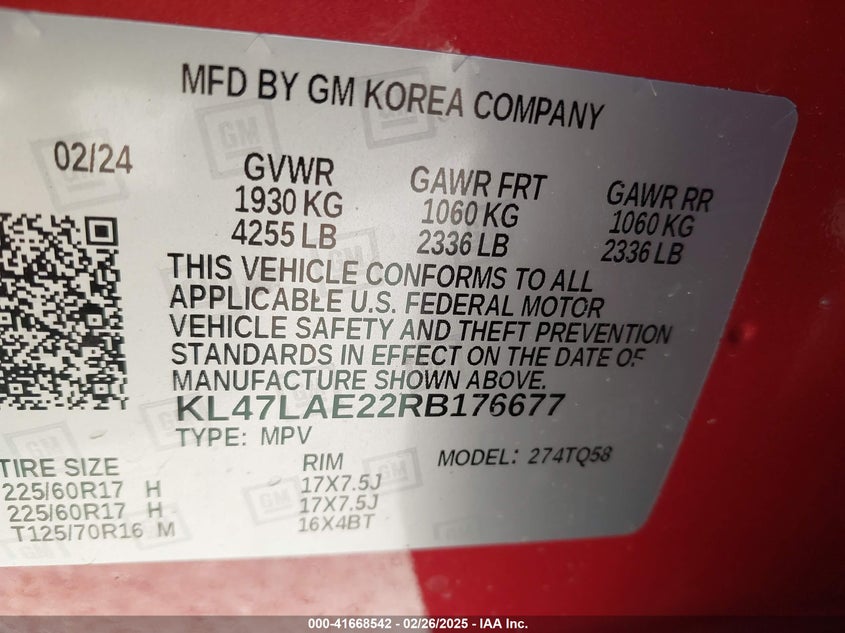 MFD BY GM KOREA COMPANY
02/24
GVWR
1930 KG
4255 LB
GAWR FRT
1060 KG
2336 LB
GAWR RR
1060 KG
2336 LB
THIS VEHICLE CONFORMS TO ALL
APPLICABLE U.S. FEDERAL MOTOR
VEHICLE SAFETY AND THEFT PREVENTION
STANDARDS IN EFFECT ON THE DATE OF
MANUFACTURE SHOWN ABOVE.
KL47LAE22RB176677
TYPE: MPV
MODEL: 274TQ58
TIRE SIZE
RIM
225/60R17 H
17X7.5J
225/60R17 H
17X7.5J
T125/70R16 M
16X4BT
GM
000-41668542 - 02/26/2025 - IAA Inc.